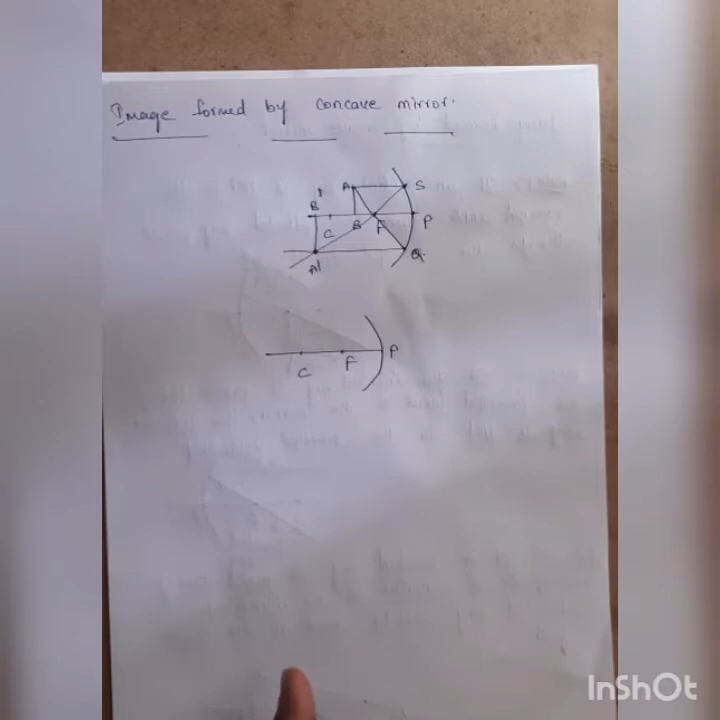 Image formed by concave mirror.
A S
B'
C B F P
A' Q.
C F P
InShOt